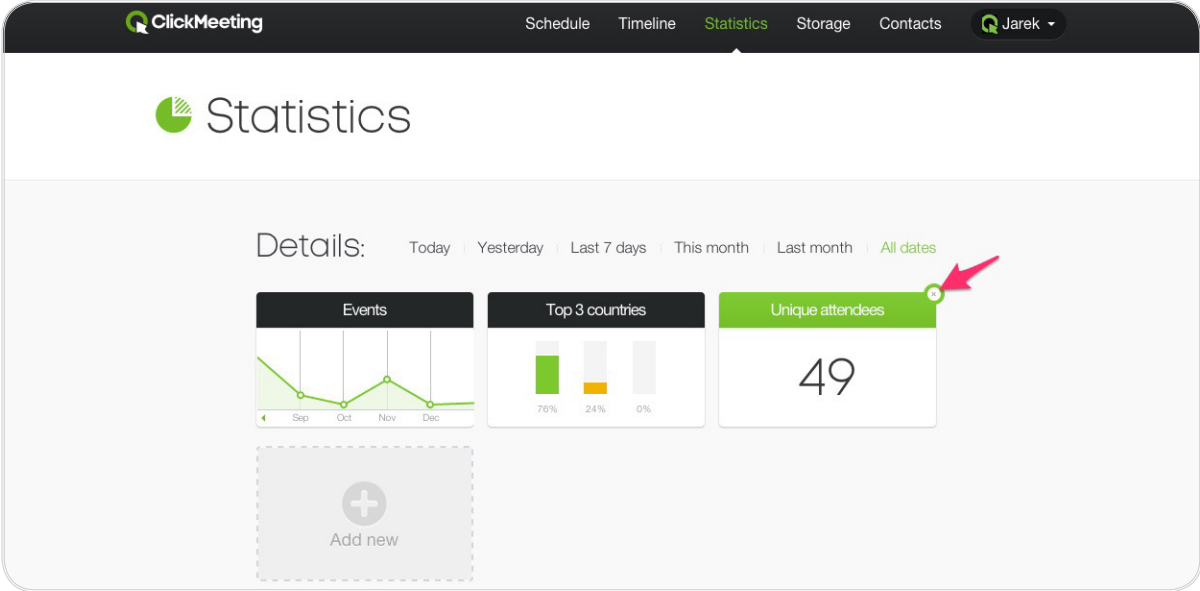 ClickMeeting Schedule Timeline Statistics Storage Contacts Jarek
Statistics
Details: Today Yesterday Last 7 days This month Last month All dates
Events
Sep Oct Nov Dec
Top 3 countries
76% 24% 0%
Unique attendees
49
Add new